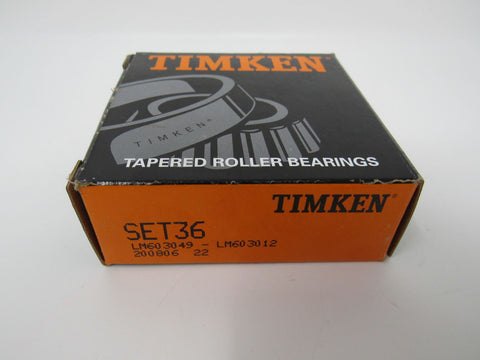 TIMKEN
TIMKEN®
TAPERED ROLLER BEARINGS
TIMKEN®
SET36
LM603049 - LM603012
200806 22